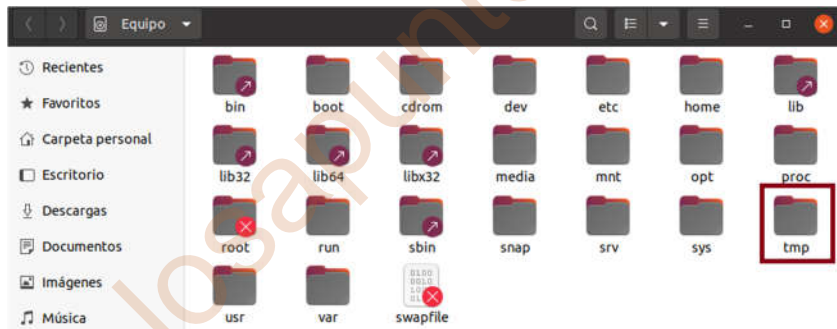 Equipo
Recientes
Favoritos
Carpeta personal
Escritorio
Descargas
Documentos
Imágenes
Música
bin boot cdrom dev etc home lib
lib32 lib64 libx32 media mnt opt proc
root run sbin snap srv sys tmp
usr var swapfile
losapunt